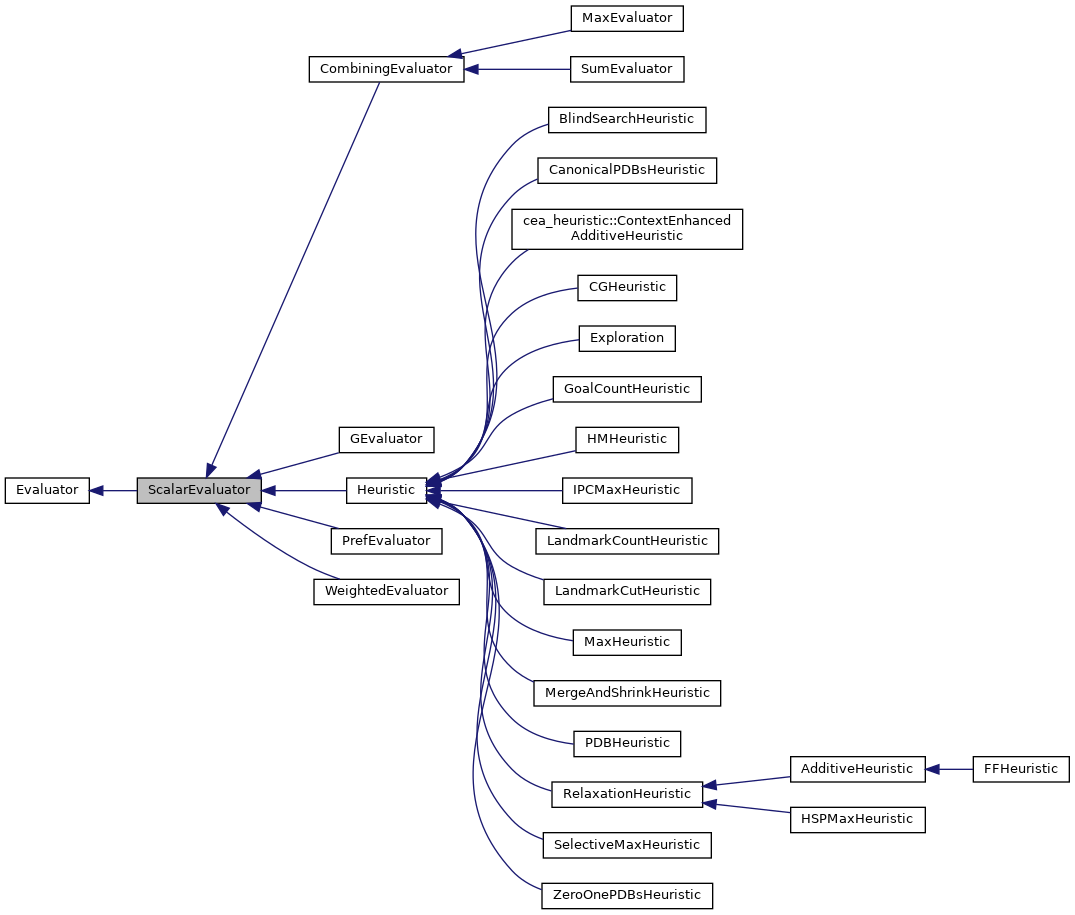 MaxEvaluator
CombiningEvaluator
SumEvaluator
BlindSearchHeuristic
CanonicalPDBsHeuristic
cea_heuristic::ContextEnhanced
AdditiveHeuristic
CGHeuristic
Exploration
GoalCountHeuristic
GEvaluator
HMHeuristic
Evaluator
ScalarEvaluator
Heuristic
IPCMaxHeuristic
PrefEvaluator
LandmarkCountHeuristic
WeightedEvaluator
LandmarkCutHeuristic
MaxHeuristic
MergeAndShrinkHeuristic
PDBHeuristic
AdditiveHeuristic
FFHeuristic
RelaxationHeuristic
HSPMaxHeuristic
SelectiveMaxHeuristic
ZeroOnePDBsHeuristic